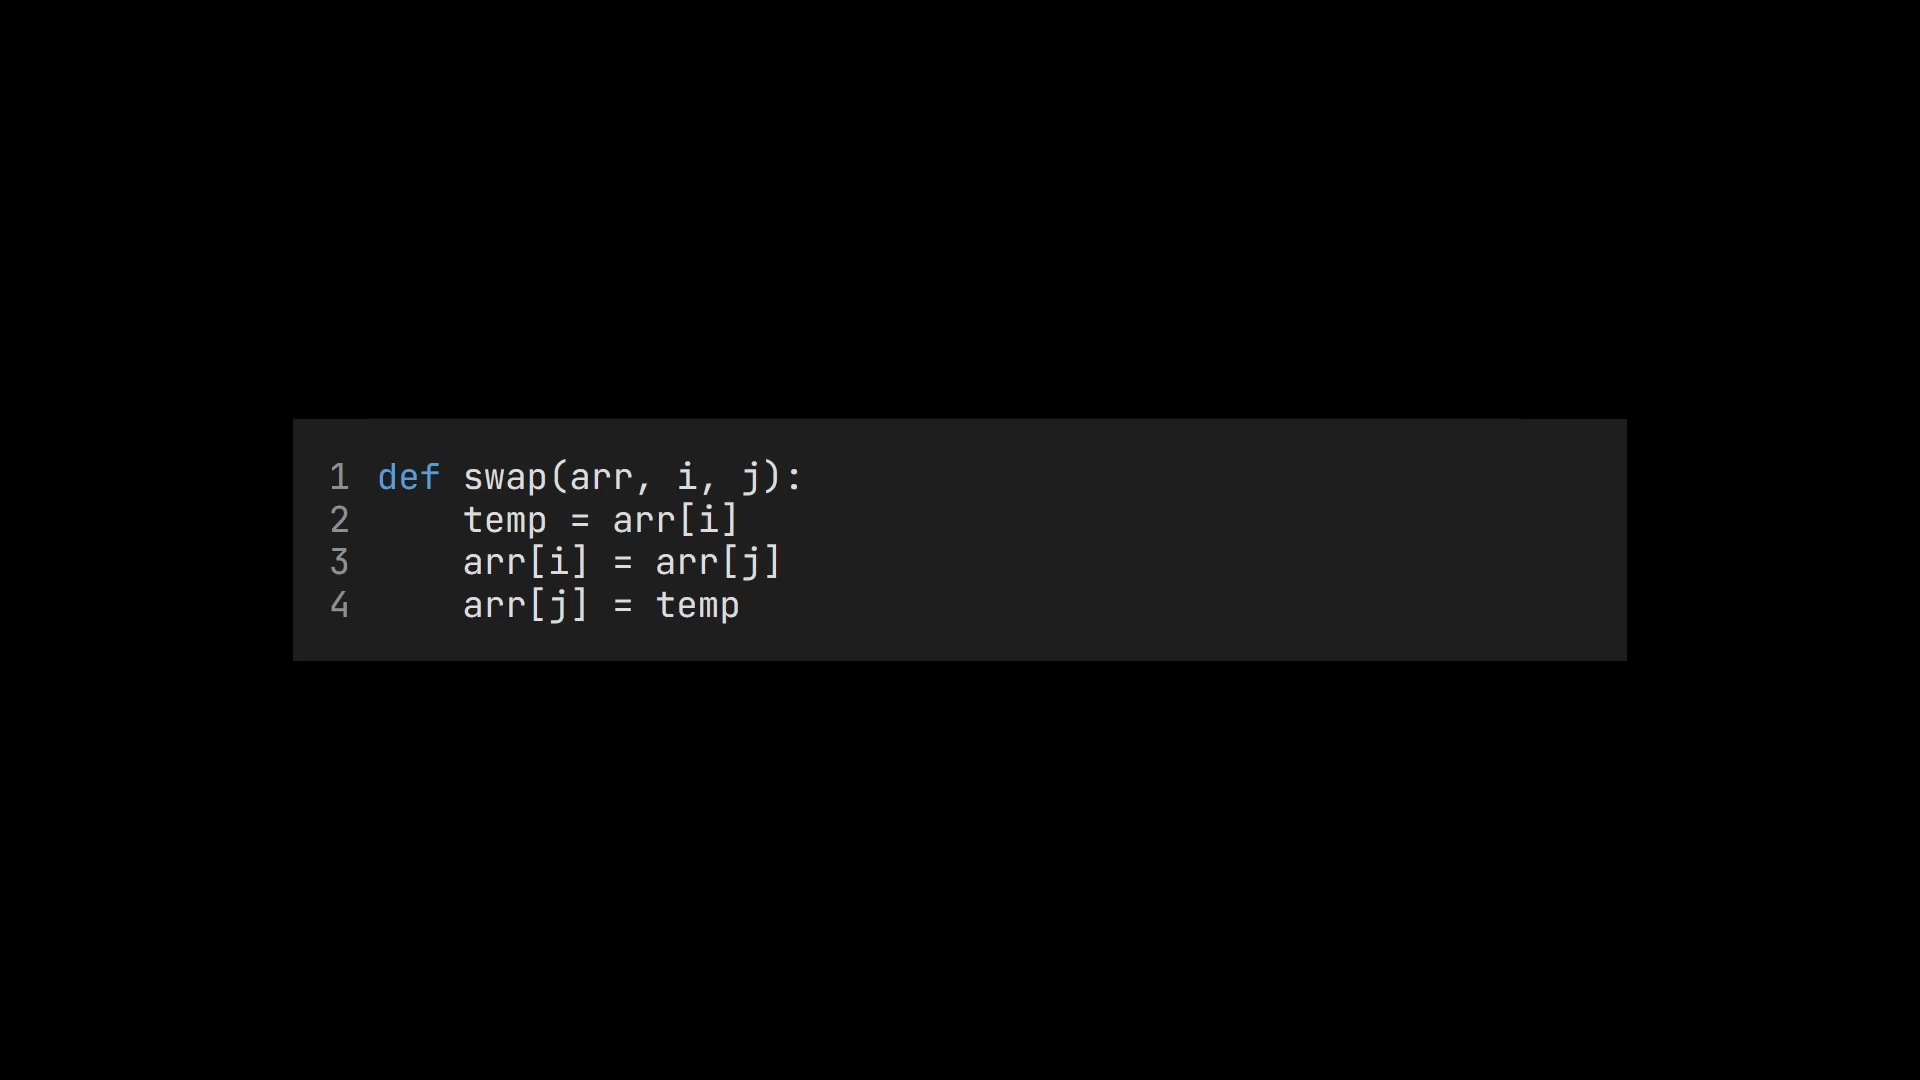 1 def swap(arr, i, j):
2     temp = arr[i]
3     arr[i] = arr[j]
4     arr[j] = temp